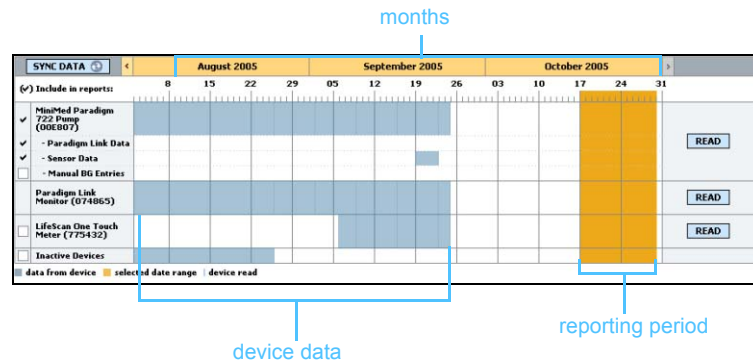 months
SYNC DATA
August 2005 September 2005 October 2005
(✓) Include in reports: 8 15 22 29 05 12 19 26 03 10 17 24 31
MiniMed Paradigm
722 Pump
(00E807)
- Paradigm Link Data
READ
- Sensor Data
- Manual BG Entries
Paradigm Link
Monitor (074865)
READ
LifeScan One Touch
Meter (775432)
READ
Inactive Devices
data from device selected date range device read
reporting period
device data